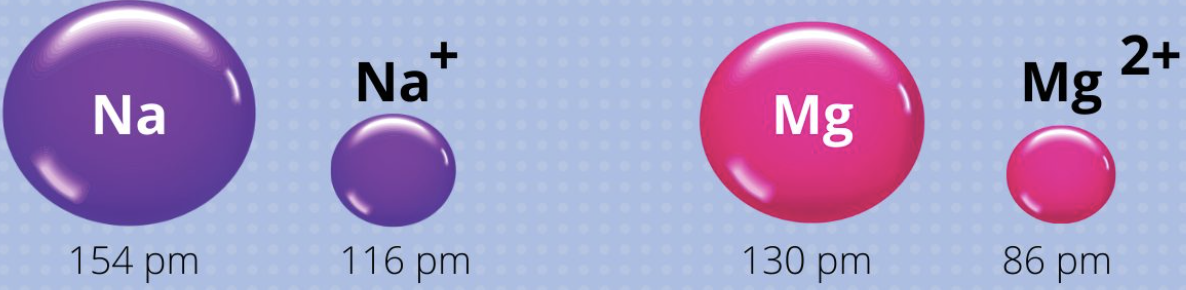 Na
Na⁺
Mg
Mg ²⁺
154 pm
116 pm
130 pm
86 pm